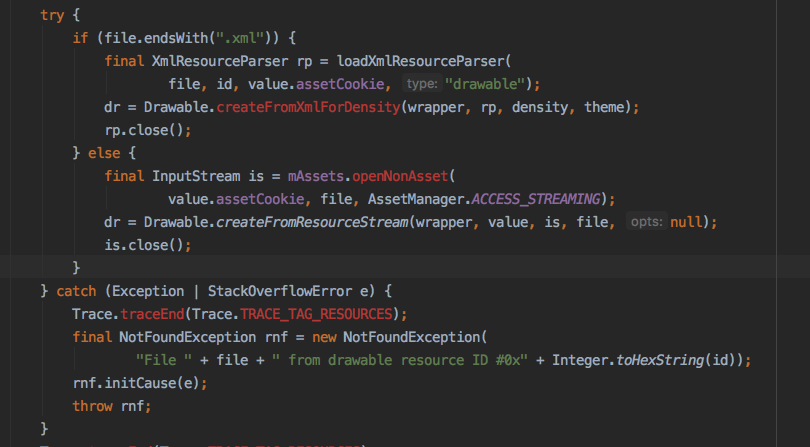 try {
if (file.endsWith(".xml")) {
final XmlResourceParser rp = loadXmlResourceParser(
file, id, value.assetCookie, type: "drawable");
dr = Drawable.createFromXmlForDensity(wrapper, rp, density, theme);
rp.close();
} else {
final InputStream is = mAssets.openNonAsset(
value.assetCookie, file, AssetManager.ACCESS_STREAMING);
dr = Drawable.createFromResourceStream(wrapper, value, is, file, opts: null);
is.close();
}
} catch (Exception | StackOverflowError e) {
Trace.traceEnd(Trace.TRACE_TAG_RESOURCES);
final NotFoundException rnf = new NotFoundException(
"File " + file + " from drawable resource ID #0x" + Integer.toHexString(id));
rnf.initCause(e);
throw rnf;
}